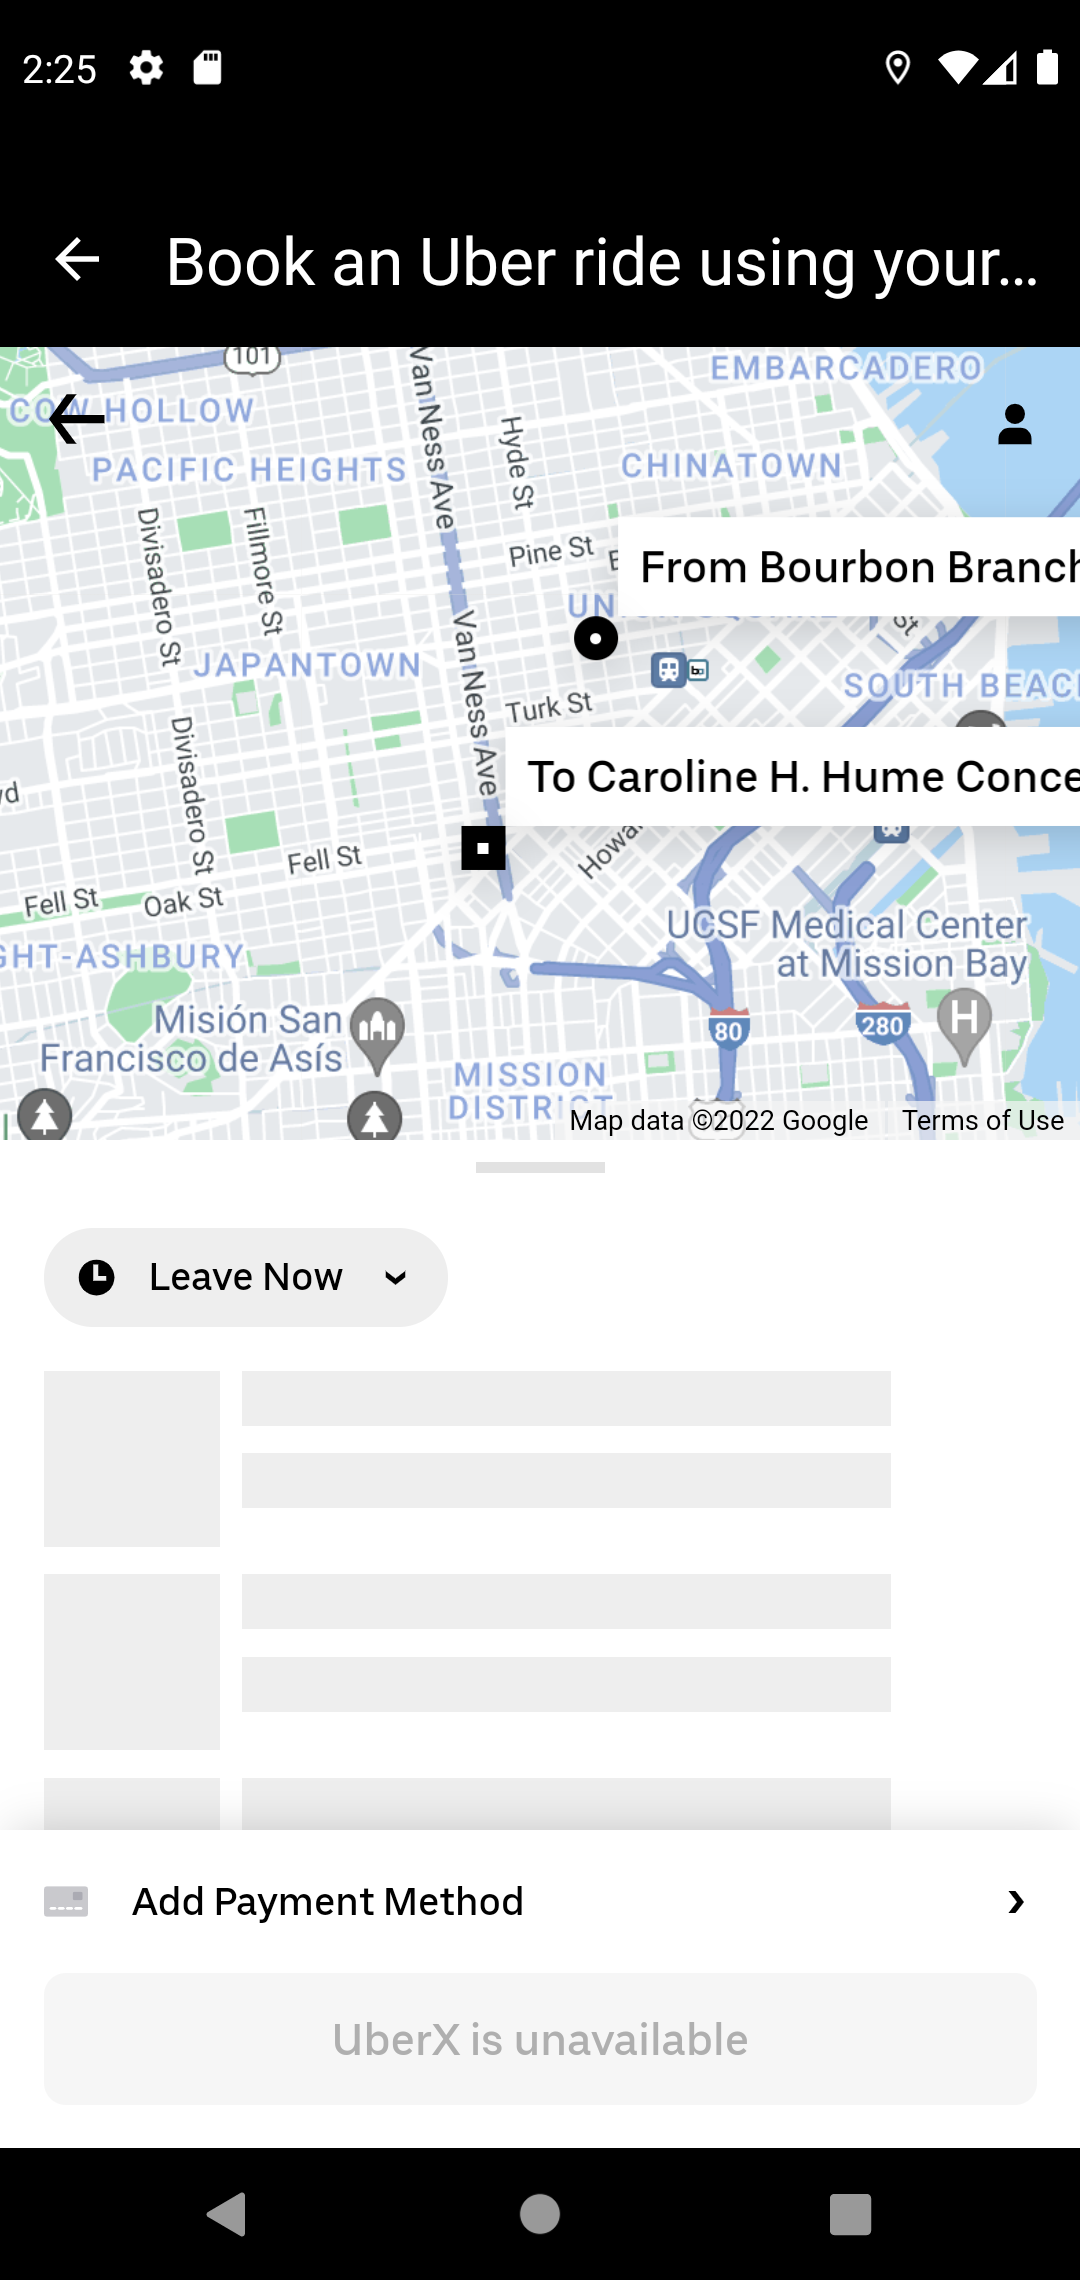 2:25
Book an Uber ride using your...
101
EMBARCADERO
COW HOLLOW
Van Ness Ave
Hyde St
PACIFIC HEIGHTS
CHINATOWN
Divisadero St
Fillmore St
Pine St
From Bourbon Branch
JAPANTOWN
Van Ness Ave
St
SOUTH BEAC
Turk St
Divisadero St
To Caroline H. Hume Conce
Fell St
Fell St
Oak St
UCSF Medical Center
at Mission Bay
GHT-ASHBURY
Misión San
Francisco de Asís
80
280
H
MISSION
DISTRICT
Map data ©2022 Google
Terms of Use
Leave Now
Add Payment Method
UberX is unavailable